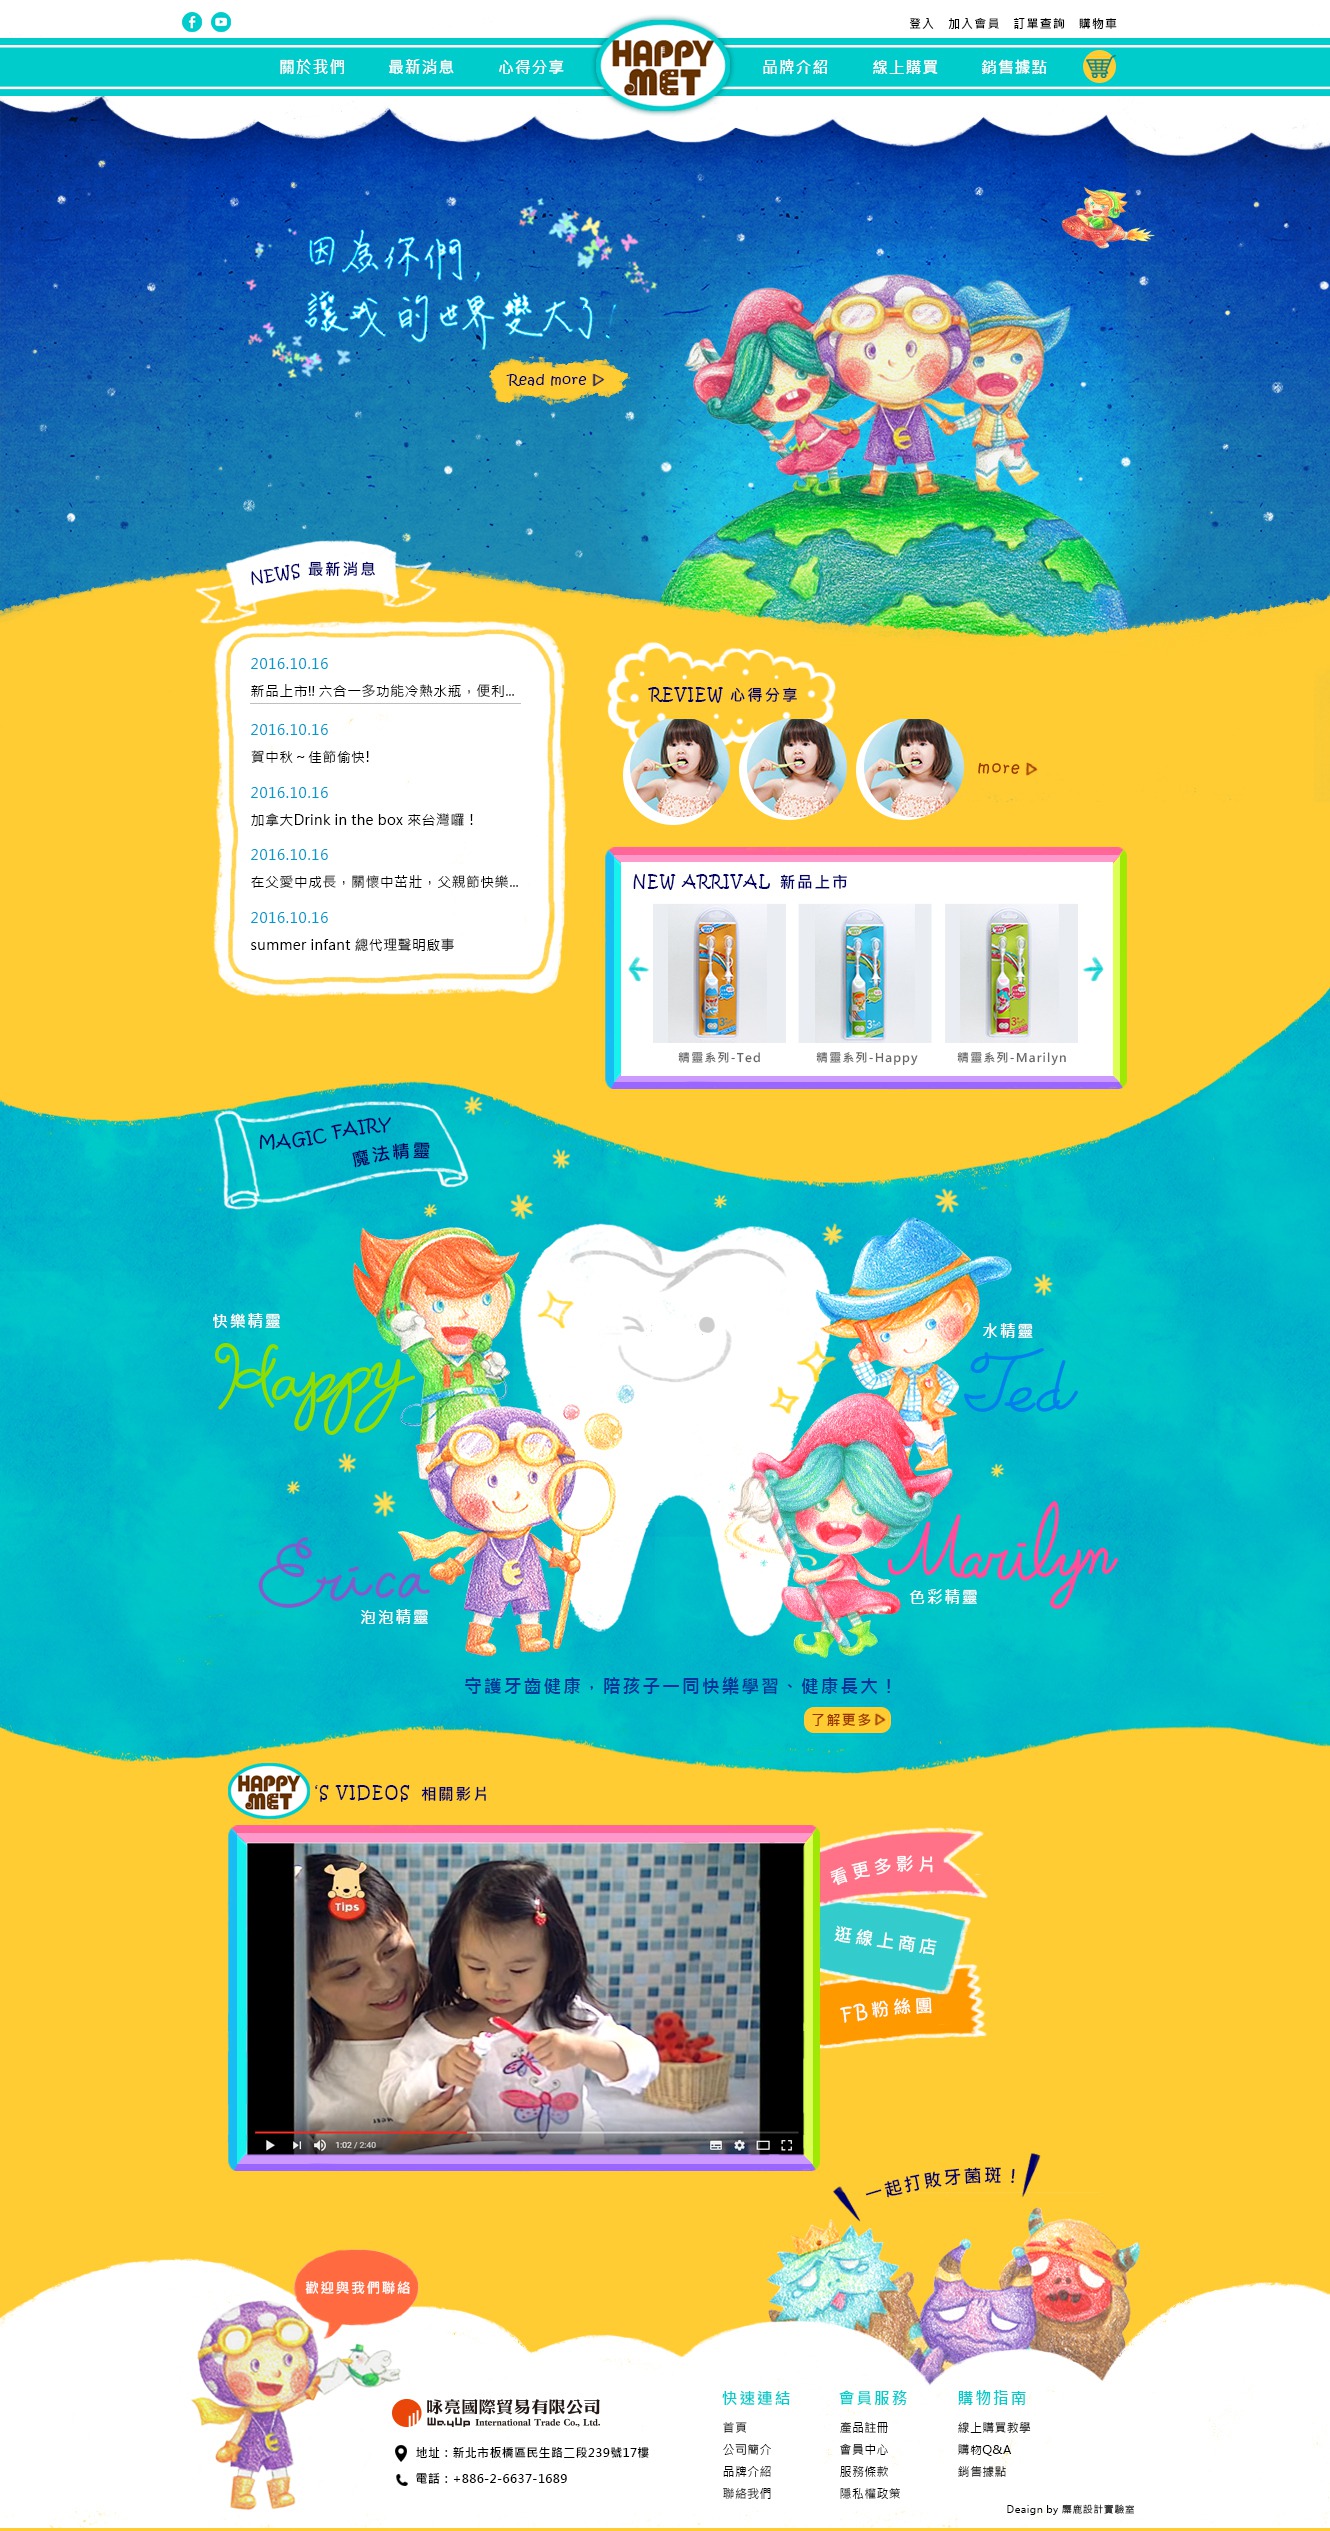 登入 加入會員 訂單查詢 購物車
關於我們 最新消息 心得分享 HAPPY MET 品牌介紹 線上購買 銷售據點
因為你們,
讓我的世界變大了!
Read more
NEWS 最新消息
2016.10.16
新品上市!! 六合一多功能冷熱水瓶，便利...
2016.10.16
賀中秋～佳節愉快!
2016.10.16
加拿大Drink in the box 來台灣囉！
2016.10.16
在父愛中成長，關懷中茁壯，父親節快樂...
2016.10.16
summer infant 總代理聲明啟事
REVIEW 心得分享
more
NEW ARRIVAL 新品上市
精靈系列-Ted 精靈系列-Happy 精靈系列-Marilyn
MAGIC FAIRY
魔法精靈
快樂精靈
Happy
水精靈
Ted
Erica
泡泡精靈
Marilyn
色彩精靈
守護牙齒健康，陪孩子一同快樂學習、健康長大！
了解更多
HAPPY MET 'S VIDEOS 相關影片
Tips
1:02 / 2:40
看更多影片
逛線上商店
FB粉絲團
一起打敗牙菌斑！
歡迎與我們聯絡
咏亮國際貿易有限公司
WayUp International Trade Co., Ltd.
地址：新北市板橋區民生路二段239號17樓
電話：+886-2-6637-1689
快速連結
首頁
公司簡介
品牌介紹
聯絡我們
會員服務
產品註冊
會員中心
服務條款
隱私權政策
購物指南
線上購買教學
購物Q&A
銷售據點
Deaign by 麋鹿設計實驗室